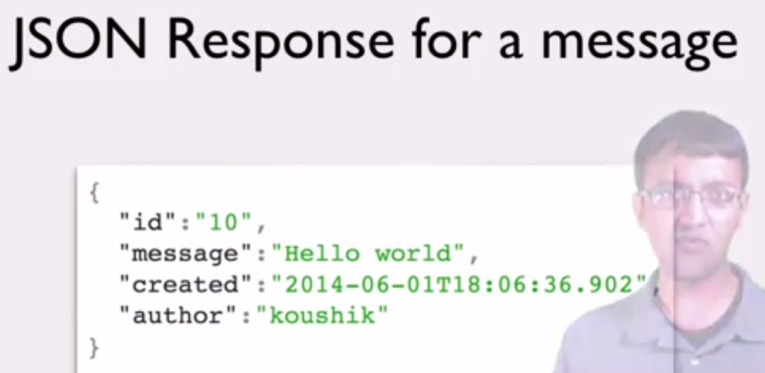 JSON Response for a message
{
"id":"10",
"message":"Hello world",
"created":"2014-06-01T18:06:36.902",
"author":"koushik"
}